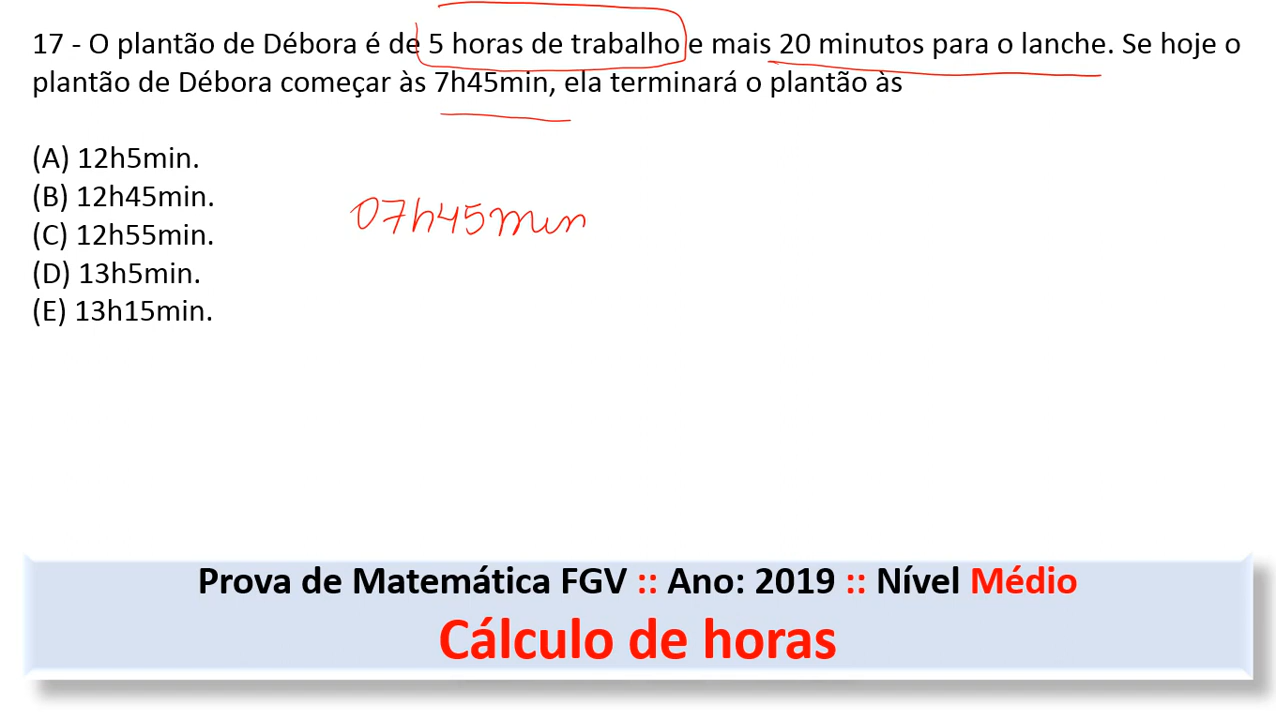 17 - O plantão de Débora é de 5 horas de trabalho e mais 20 minutos para o lanche. Se hoje o
plantão de Débora começar às 7h45min, ela terminará o plantão às
(A) 12h5min.
(B) 12h45min.
(C) 12h55min.
(D) 13h5min.
(E) 13h15min.
07h45min
Prova de Matemática FGV :: Ano: 2019 :: Nível Médio
Cálculo de horas